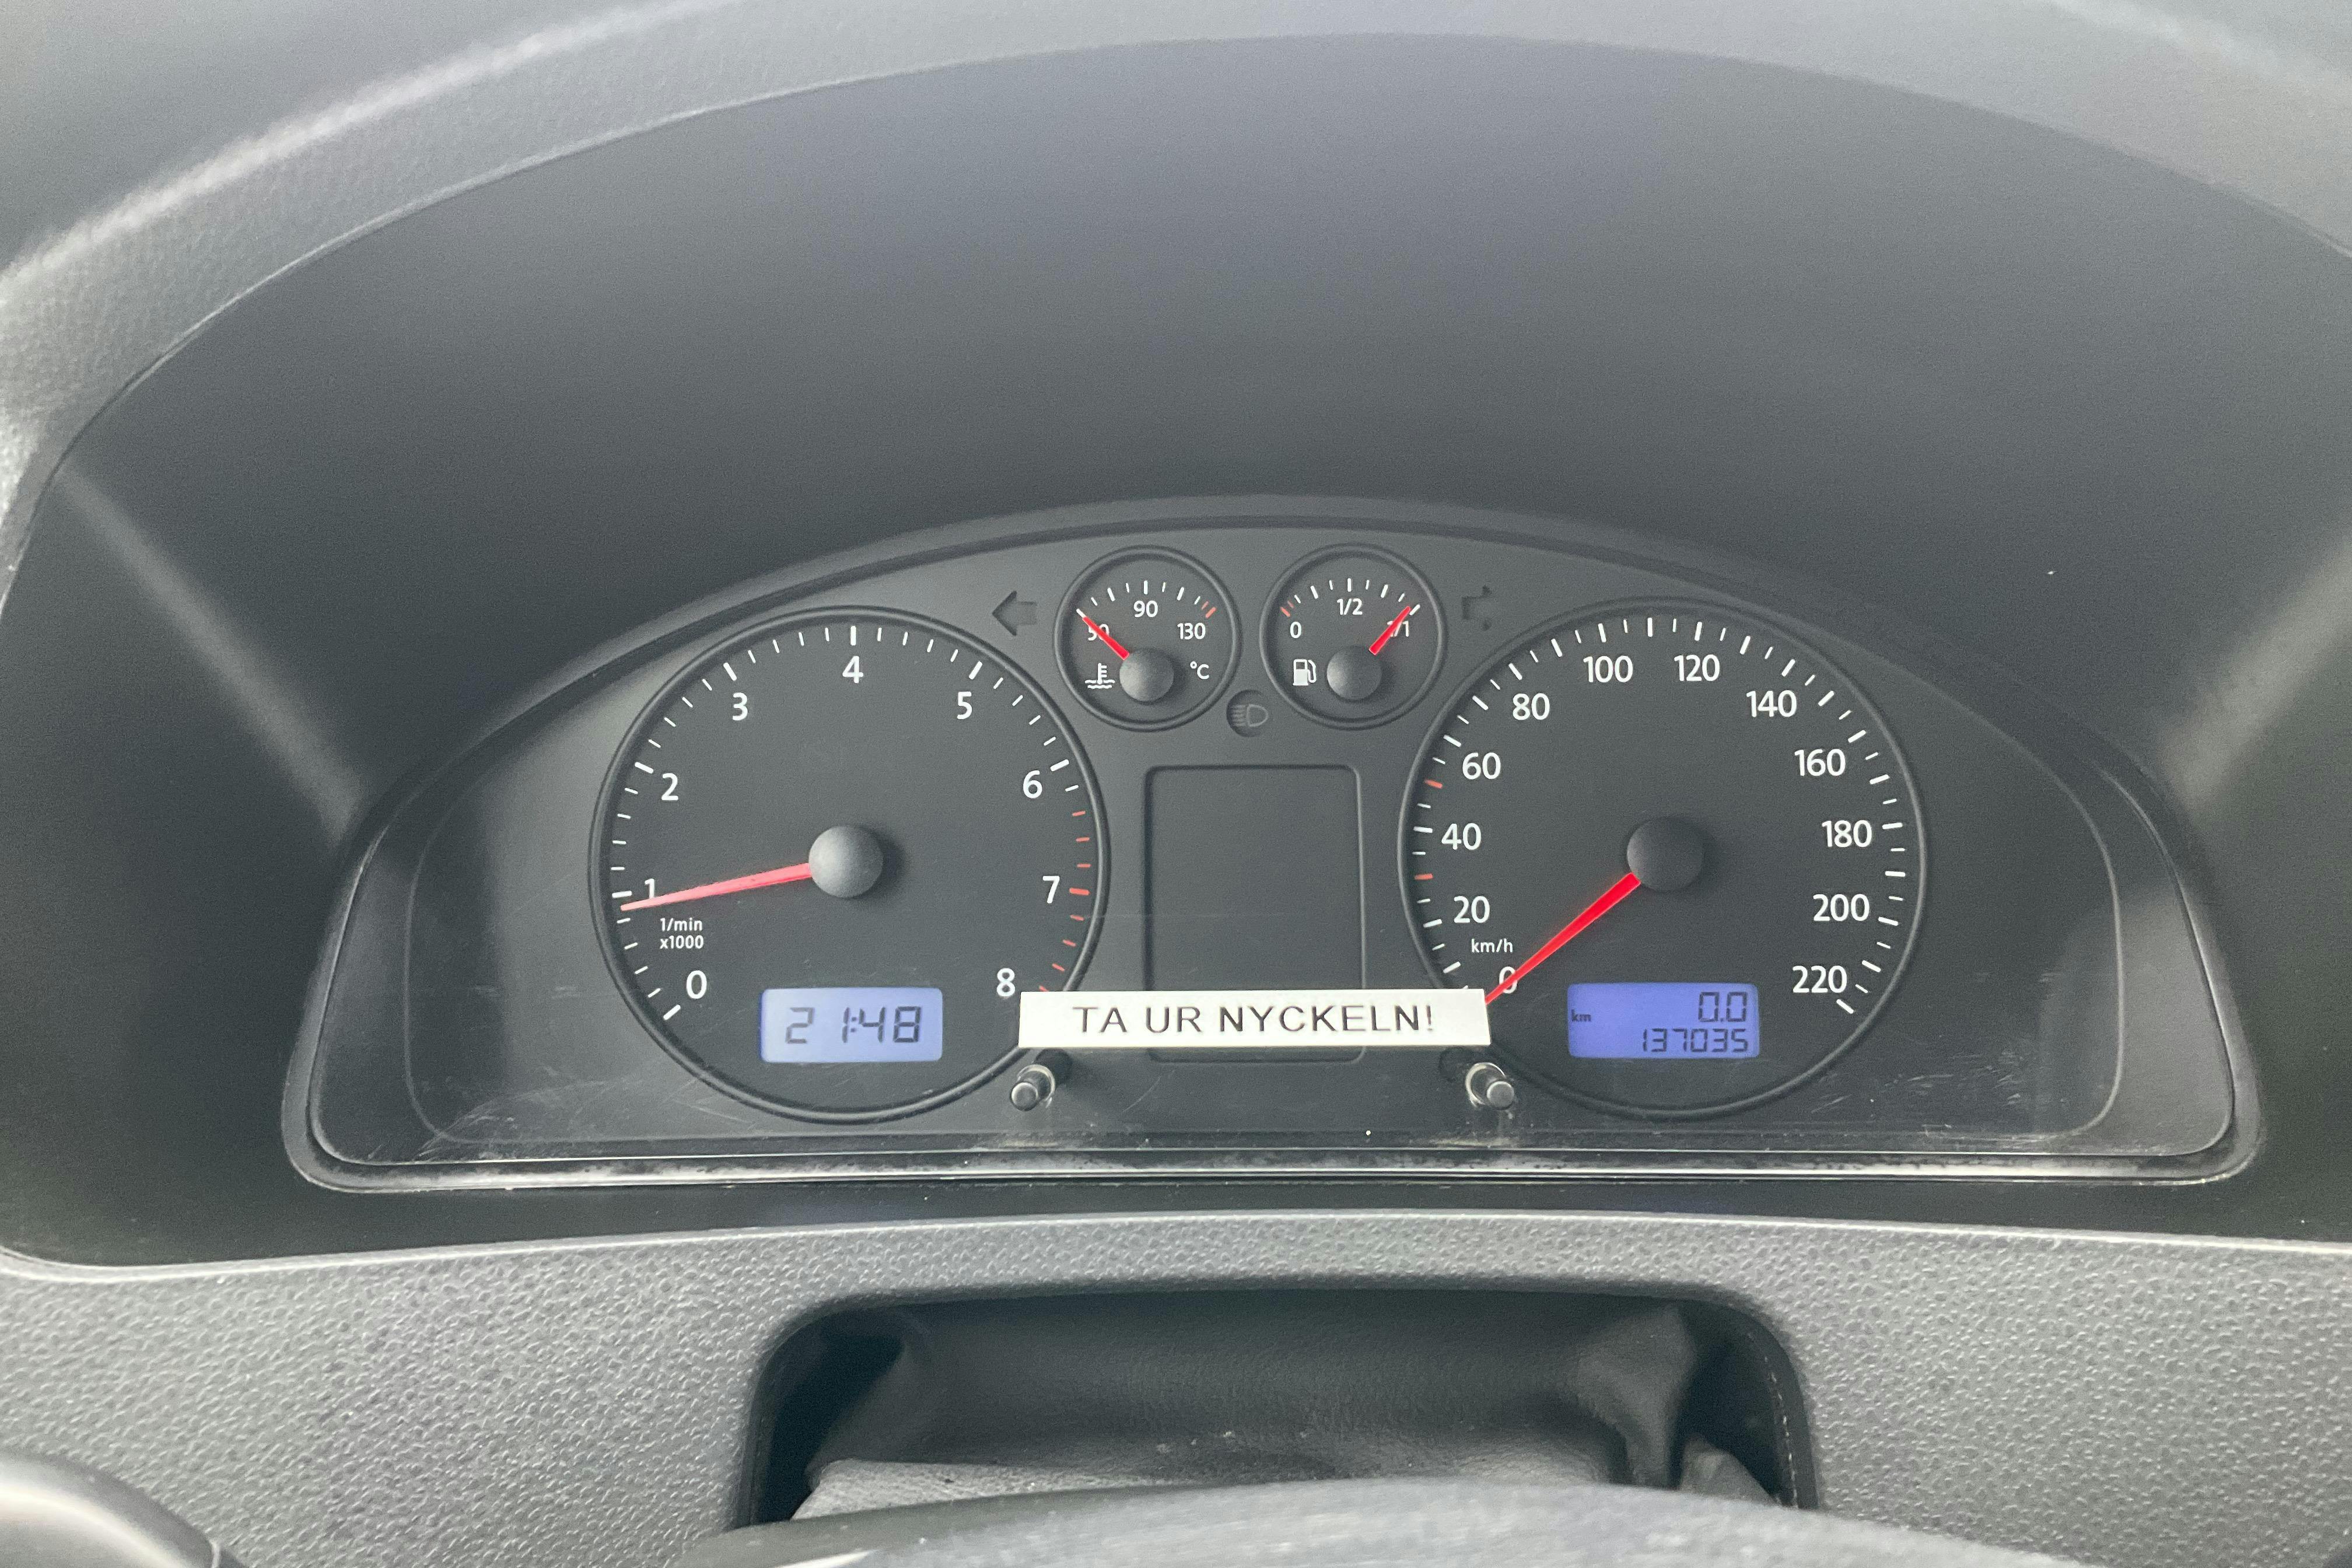 50 90 130 °C
0 1/2 1/1
0 1 2 3 4 5 6 7 8
1/min
x1000
21:48
TA UR NYCKELN!
0 20 40 60 80 100 120 140 160 180 200 220
km/h
km 0.0
137035